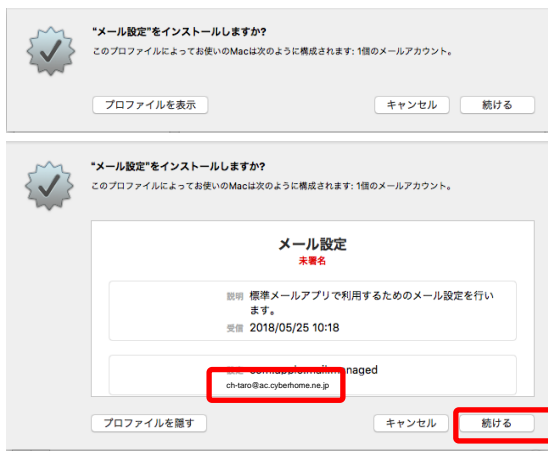 "メール設定"をインストールしますか?
このプロファイルによってお使いのMacは次のように構成されます: 1個のメールアカウント。
プロファイルを表示
キャンセル
続ける
"メール設定"をインストールしますか?
このプロファイルによってお使いのMacは次のように構成されます: 1個のメールアカウント。
メール設定
未署名
説明 標準メールアプリで利用するためのメール設定を行い
ます。
受信 2018/05/25 10:18
設定 com.apple.mail.managed
ch-taro@ac.cyberhome.ne.jp
プロファイルを隠す
キャンセル
続ける